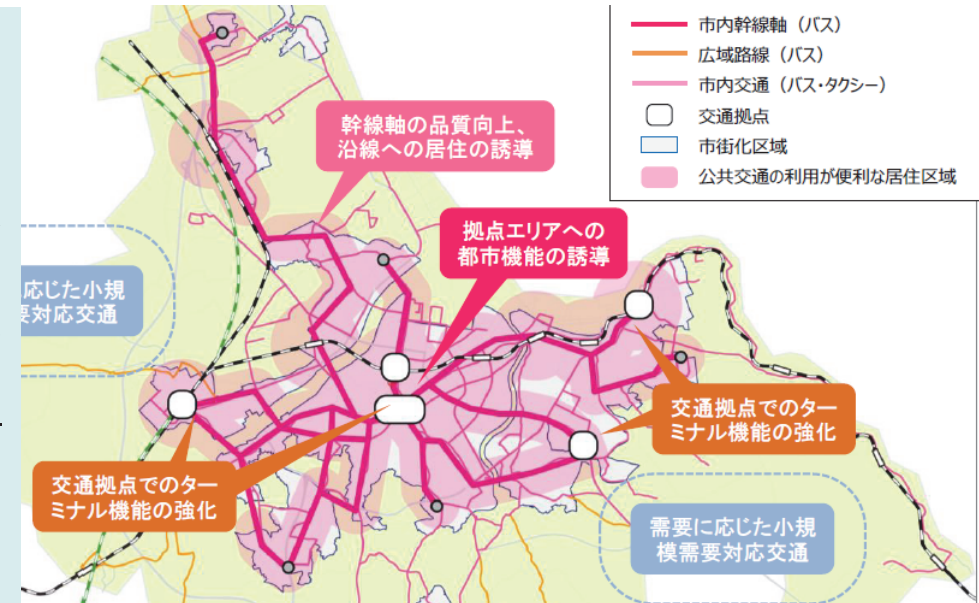 市内幹線軸（バス）
広域路線（バス）
市内交通（バス・タクシー）
交通拠点
市街化区域
公共交通の利用が便利な居住区域
幹線軸の品質向上、
沿線への居住の誘導
拠点エリアへの
都市機能の誘導
応じた小規
要対応交通
交通拠点でのター
ミナル機能の強化
交通拠点でのター
ミナル機能の強化
需要に応じた小規
模需要対応交通